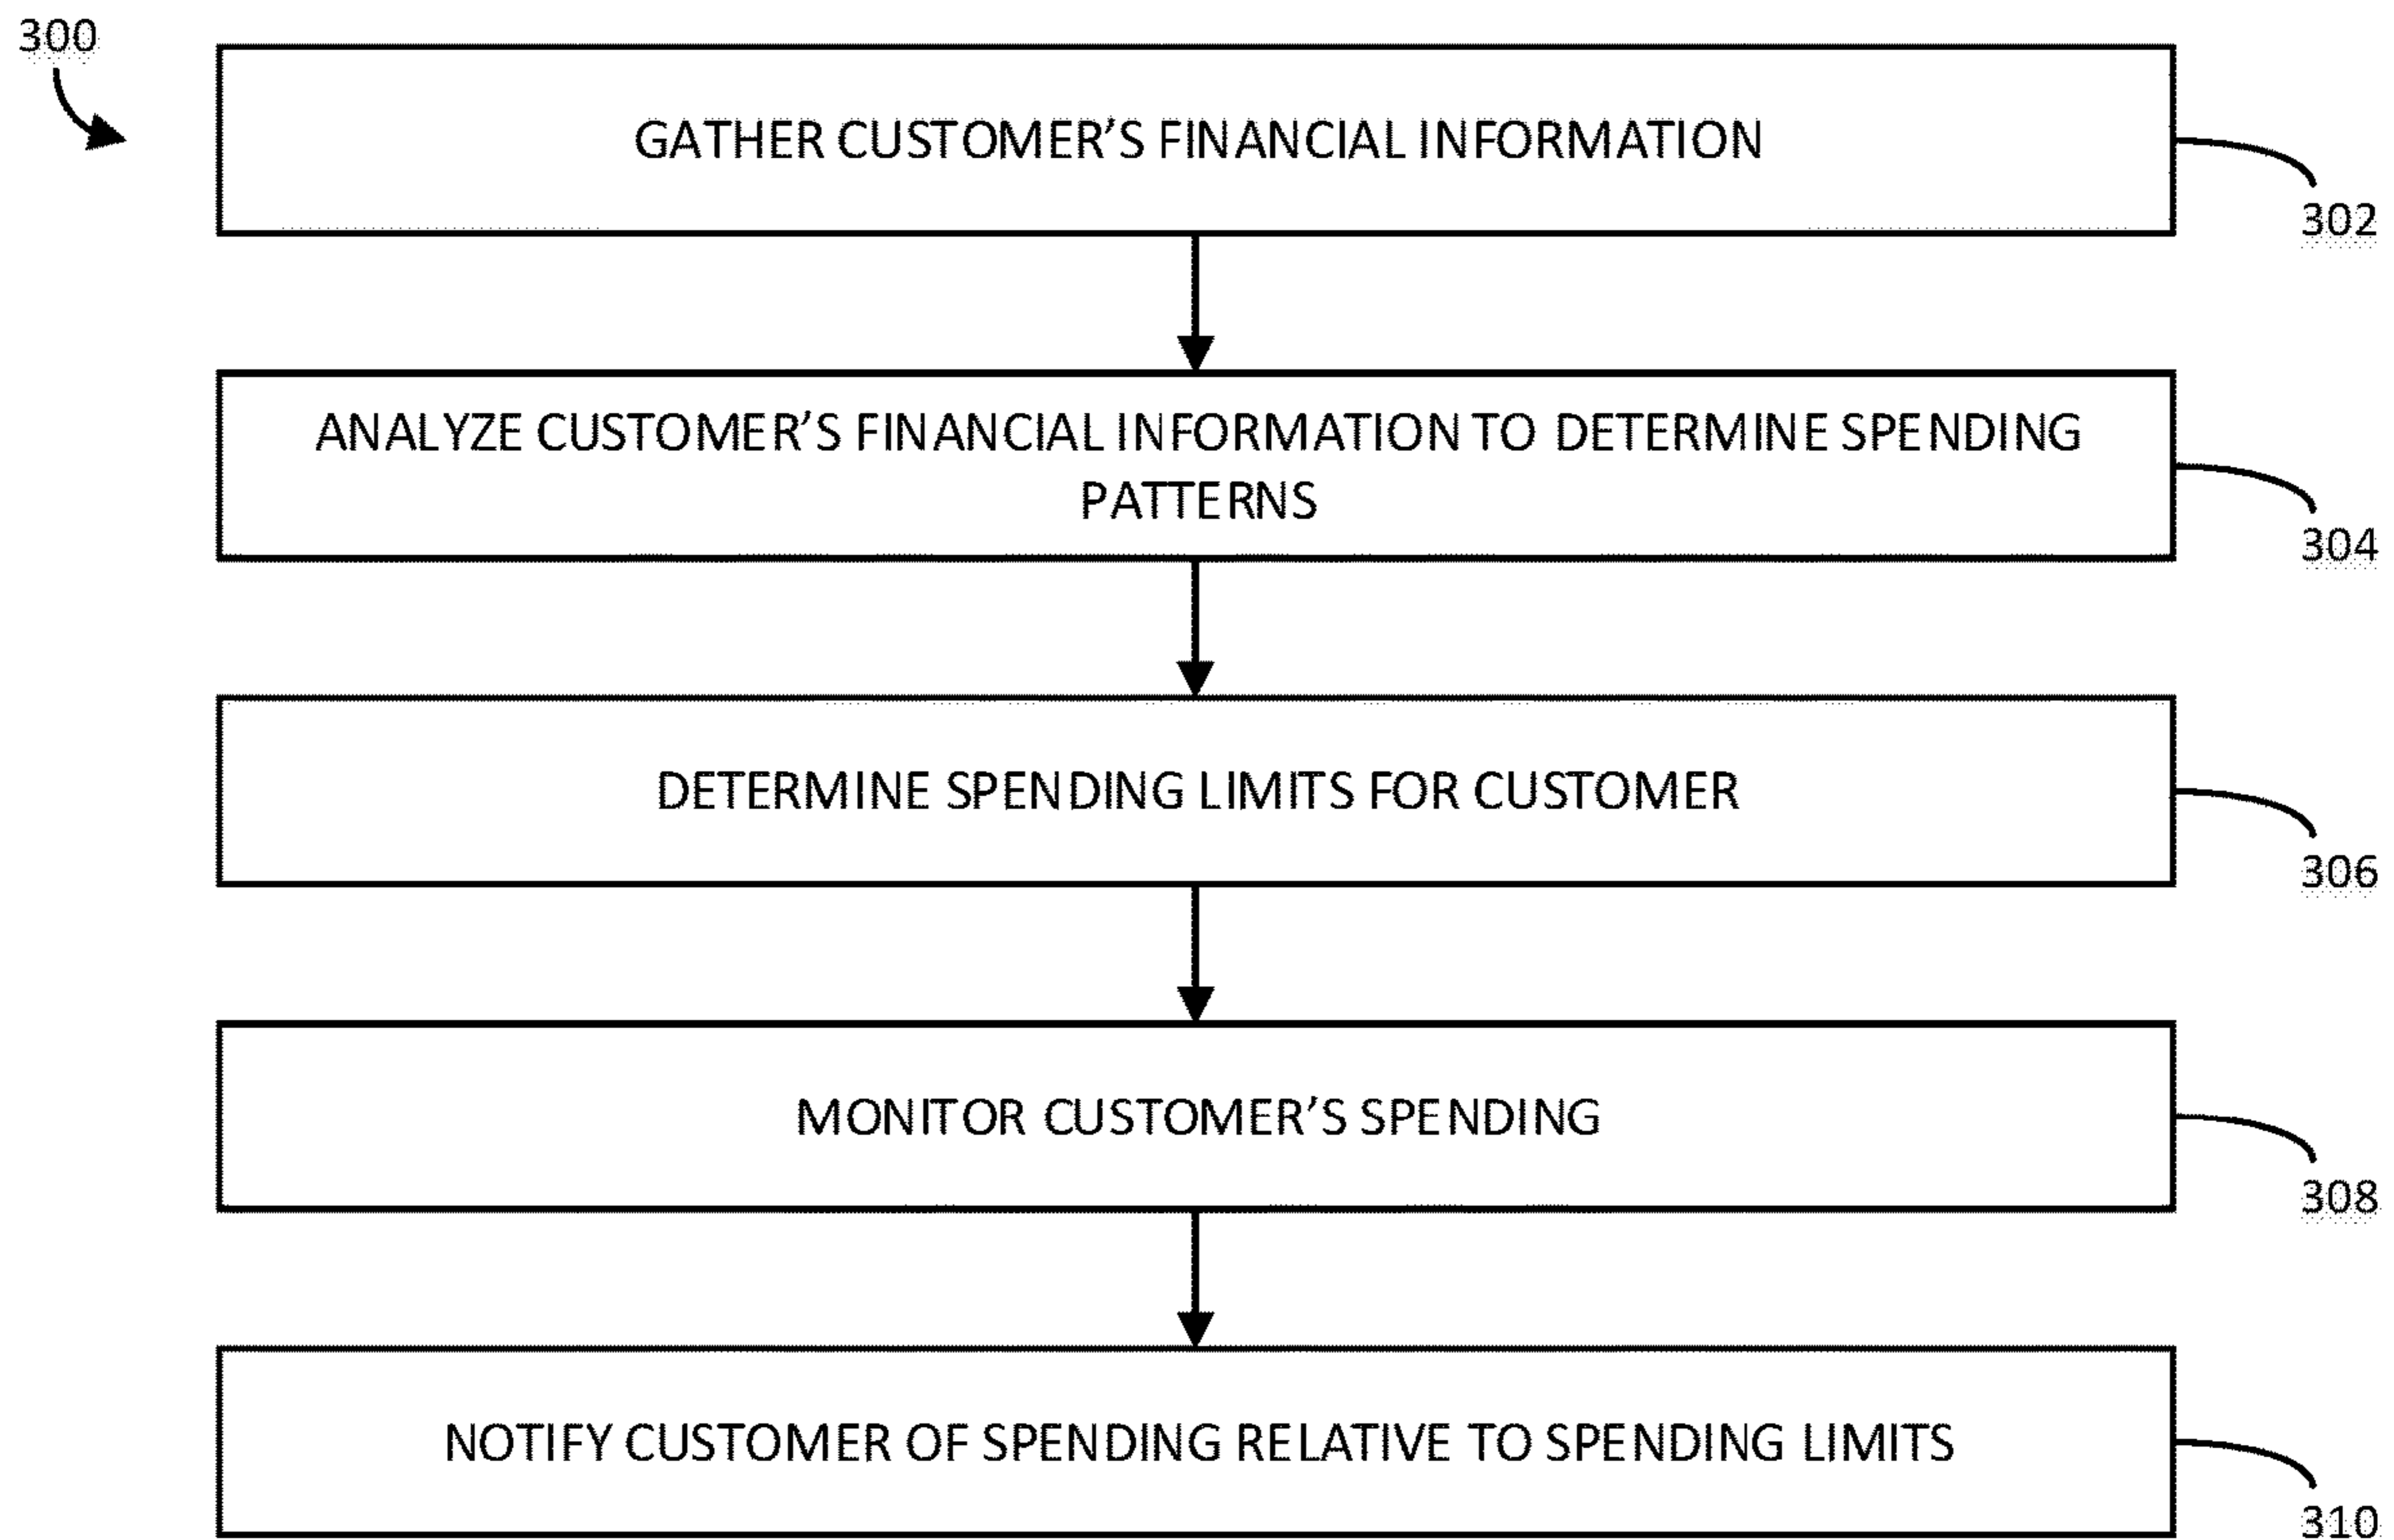 300
GATHER CUSTOMER’S FINANCIAL INFORMATION
302
ANALYZE CUSTOMER’S FINANCIAL INFORMATION TO DETERMINE SPENDING
PATTERNS
304
DETERMINE SPENDING LIMITS FOR CUSTOMER
306
MONITOR CUSTOMER’S SPENDING
308
NOTIFY CUSTOMER OF SPENDING RELATIVE TO SPENDING LIMITS
310